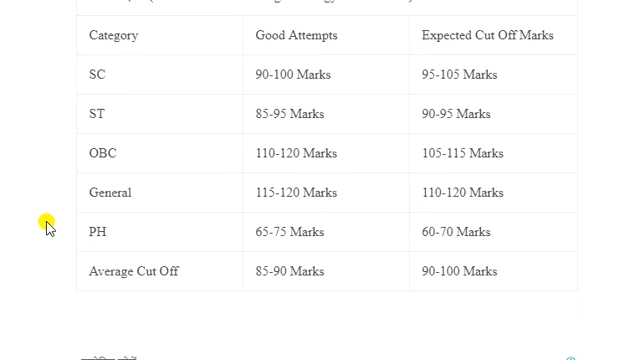 Category Good Attempts Expected Cut Off Marks
SC 90-100 Marks 95-105 Marks
ST 85-95 Marks 90-95 Marks
OBC 110-120 Marks 105-115 Marks
General 115-120 Marks 110-120 Marks
PH 65-75 Marks 60-70 Marks
Average Cut Off 85-90 Marks 90-100 Marks